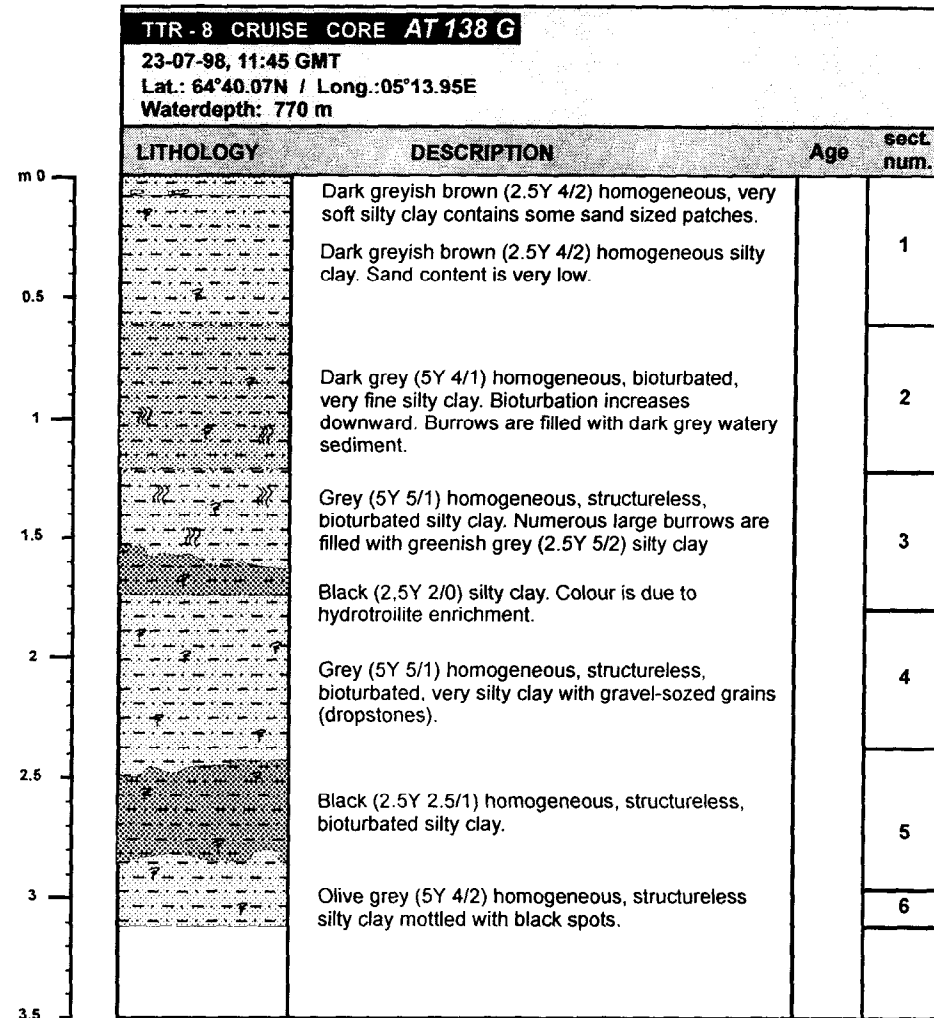 TTR - 8 CRUISE CORE AT 138 G
23-07-98, 11:45 GMT
Lat.: 64°40.07N / Long.:05°13.95E
Waterdepth: 770 m
LITHOLOGY DESCRIPTION Age sect. num.
m 0
0.5
1
1.5
2
2.5
3
3.5
Dark greyish brown (2.5Y 4/2) homogeneous, very
soft silty clay contains some sand sized patches.
Dark greyish brown (2.5Y 4/2) homogeneous silty
clay. Sand content is very low.
Dark grey (5Y 4/1) homogeneous, bioturbated,
very fine silty clay. Bioturbation increases
downward. Burrows are filled with dark grey watery
sediment.
Grey (5Y 5/1) homogeneous, structureless,
bioturbated silty clay. Numerous large burrows are
filled with greenish grey (2.5Y 5/2) silty clay
Black (2,5Y 2/0) silty clay. Colour is due to
hydrotroilite enrichment.
Grey (5Y 5/1) homogeneous, structureless,
bioturbated, very silty clay with gravel-sozed grains
(dropstones).
Black (2.5Y 2.5/1) homogeneous, structureless,
bioturbated silty clay.
Olive grey (5Y 4/2) homogeneous, structureless
silty clay mottled with black spots.
1
2
3
4
5
6